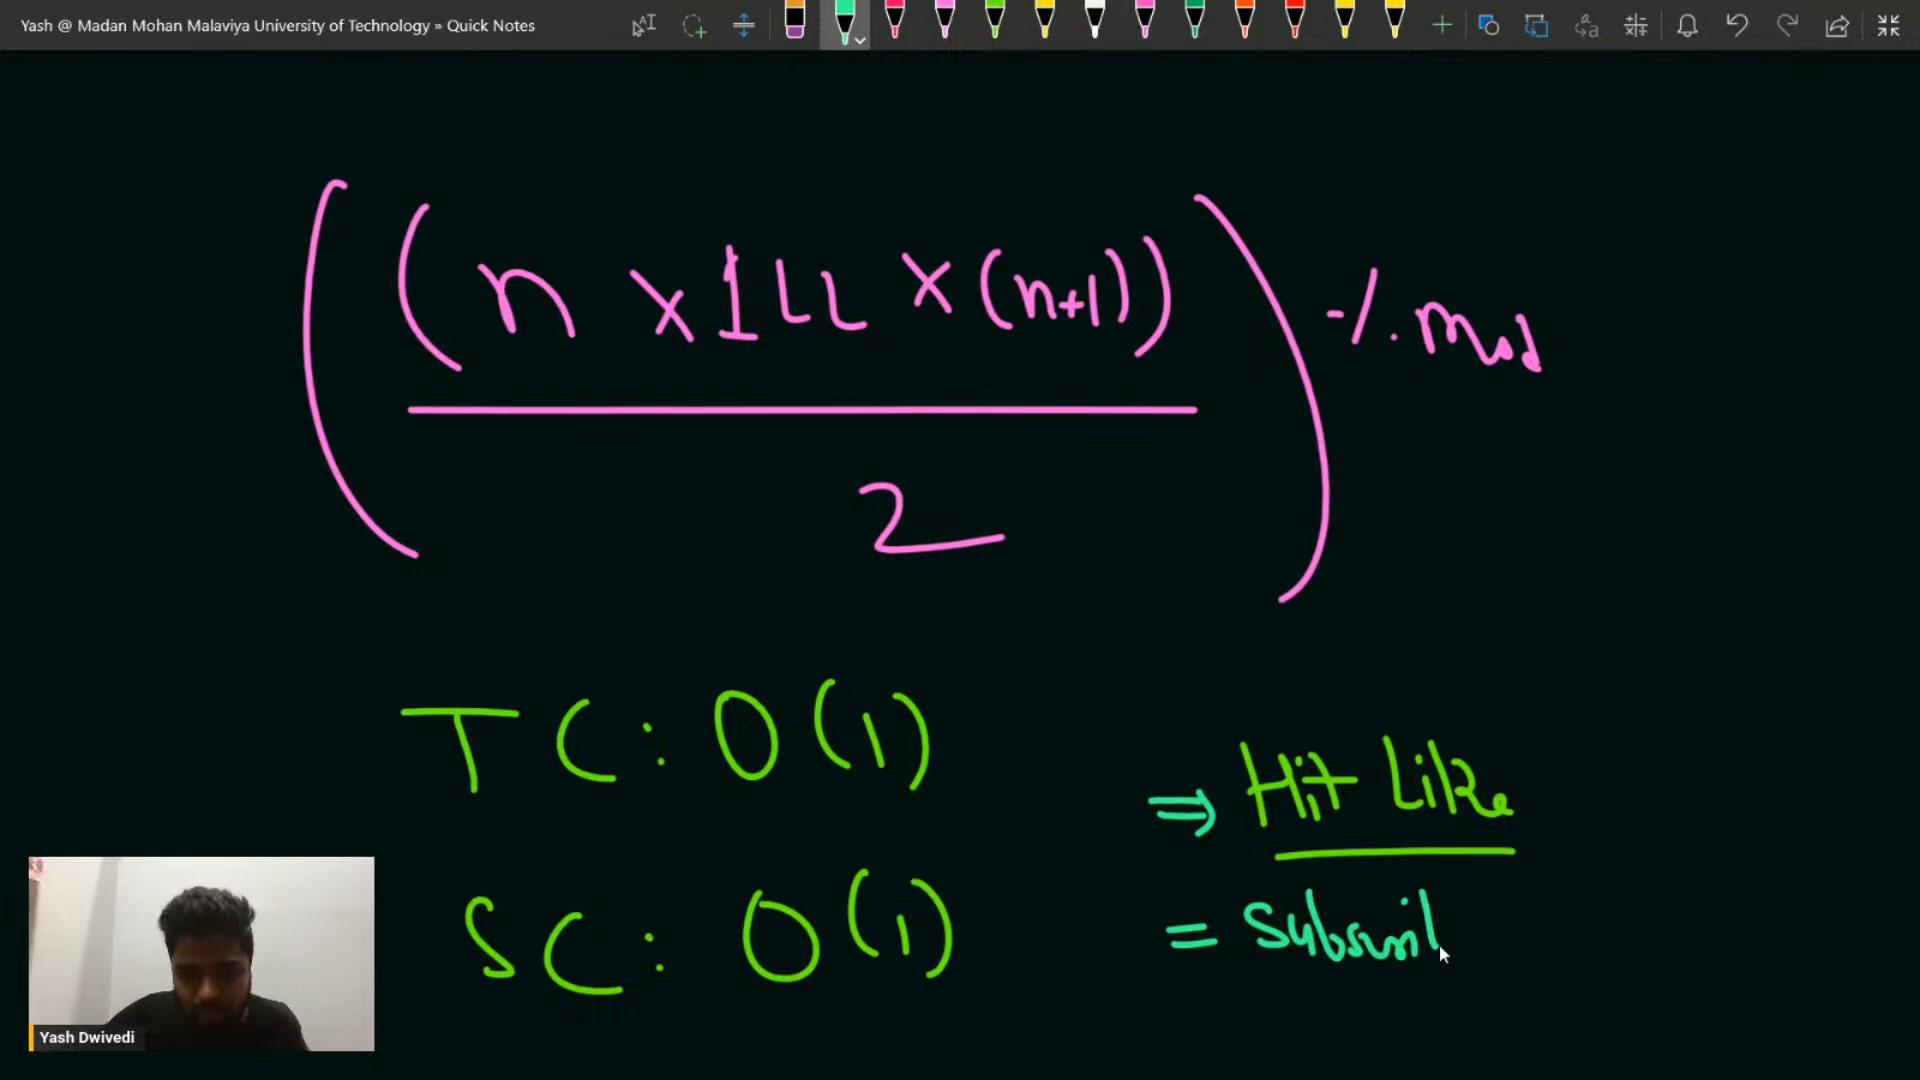 Yash @ Madan Mohan Malaviya University of Technology » Quick Notes
((n x 1LL x (n+1)) / 2) % mod
TC: O(1)
⇒ Hit Like
SC: O(1)
=
Yash Dwivedi